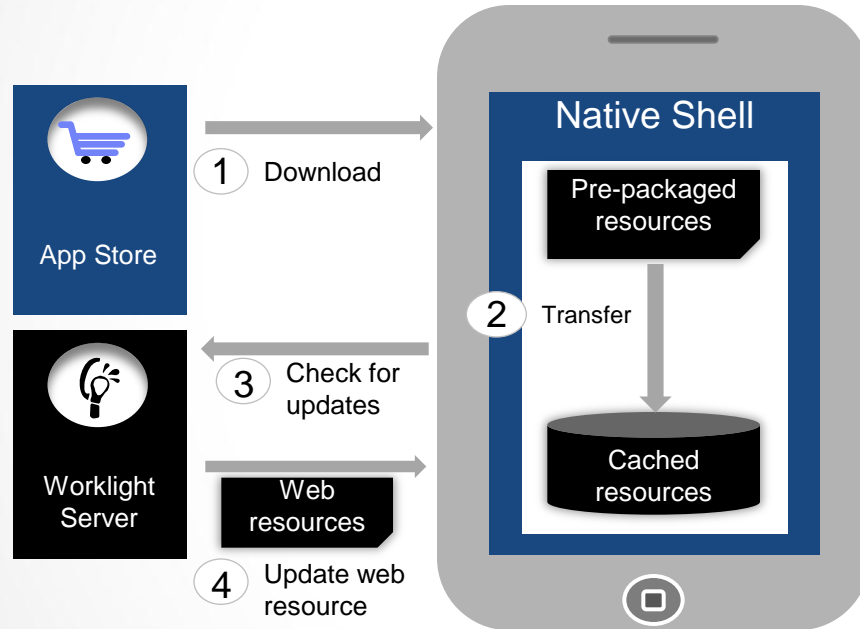 Native Shell
App Store
1
Download
Pre-packaged
resources
2
Transfer
3
Check for
updates
Cached
resources
Worklight
Server
Web
resources
4
Update web
resource